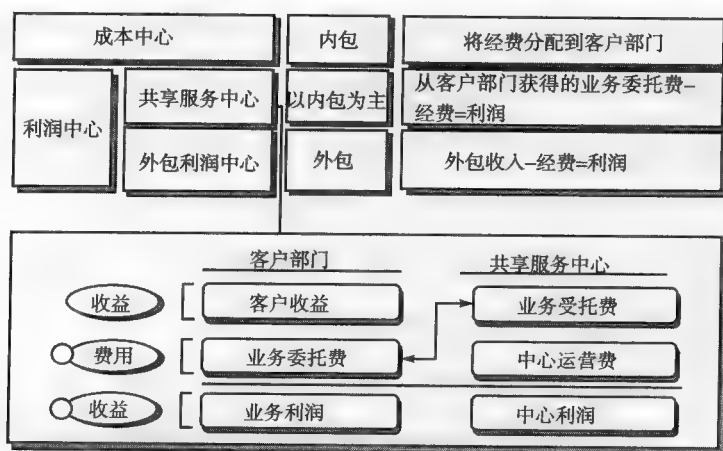 成本中心
内包
将经费分配到客户部门
利润中心
共享服务中心
以内包为主
从客户部门获得的业务委托费-
经费=利润
外包利润中心
外包
外包收入-经费=利润
客户部门
共享服务中心
收益
客户收益
业务受托费
费用
业务委托费
中心运营费
收益
业务利润
中心利润